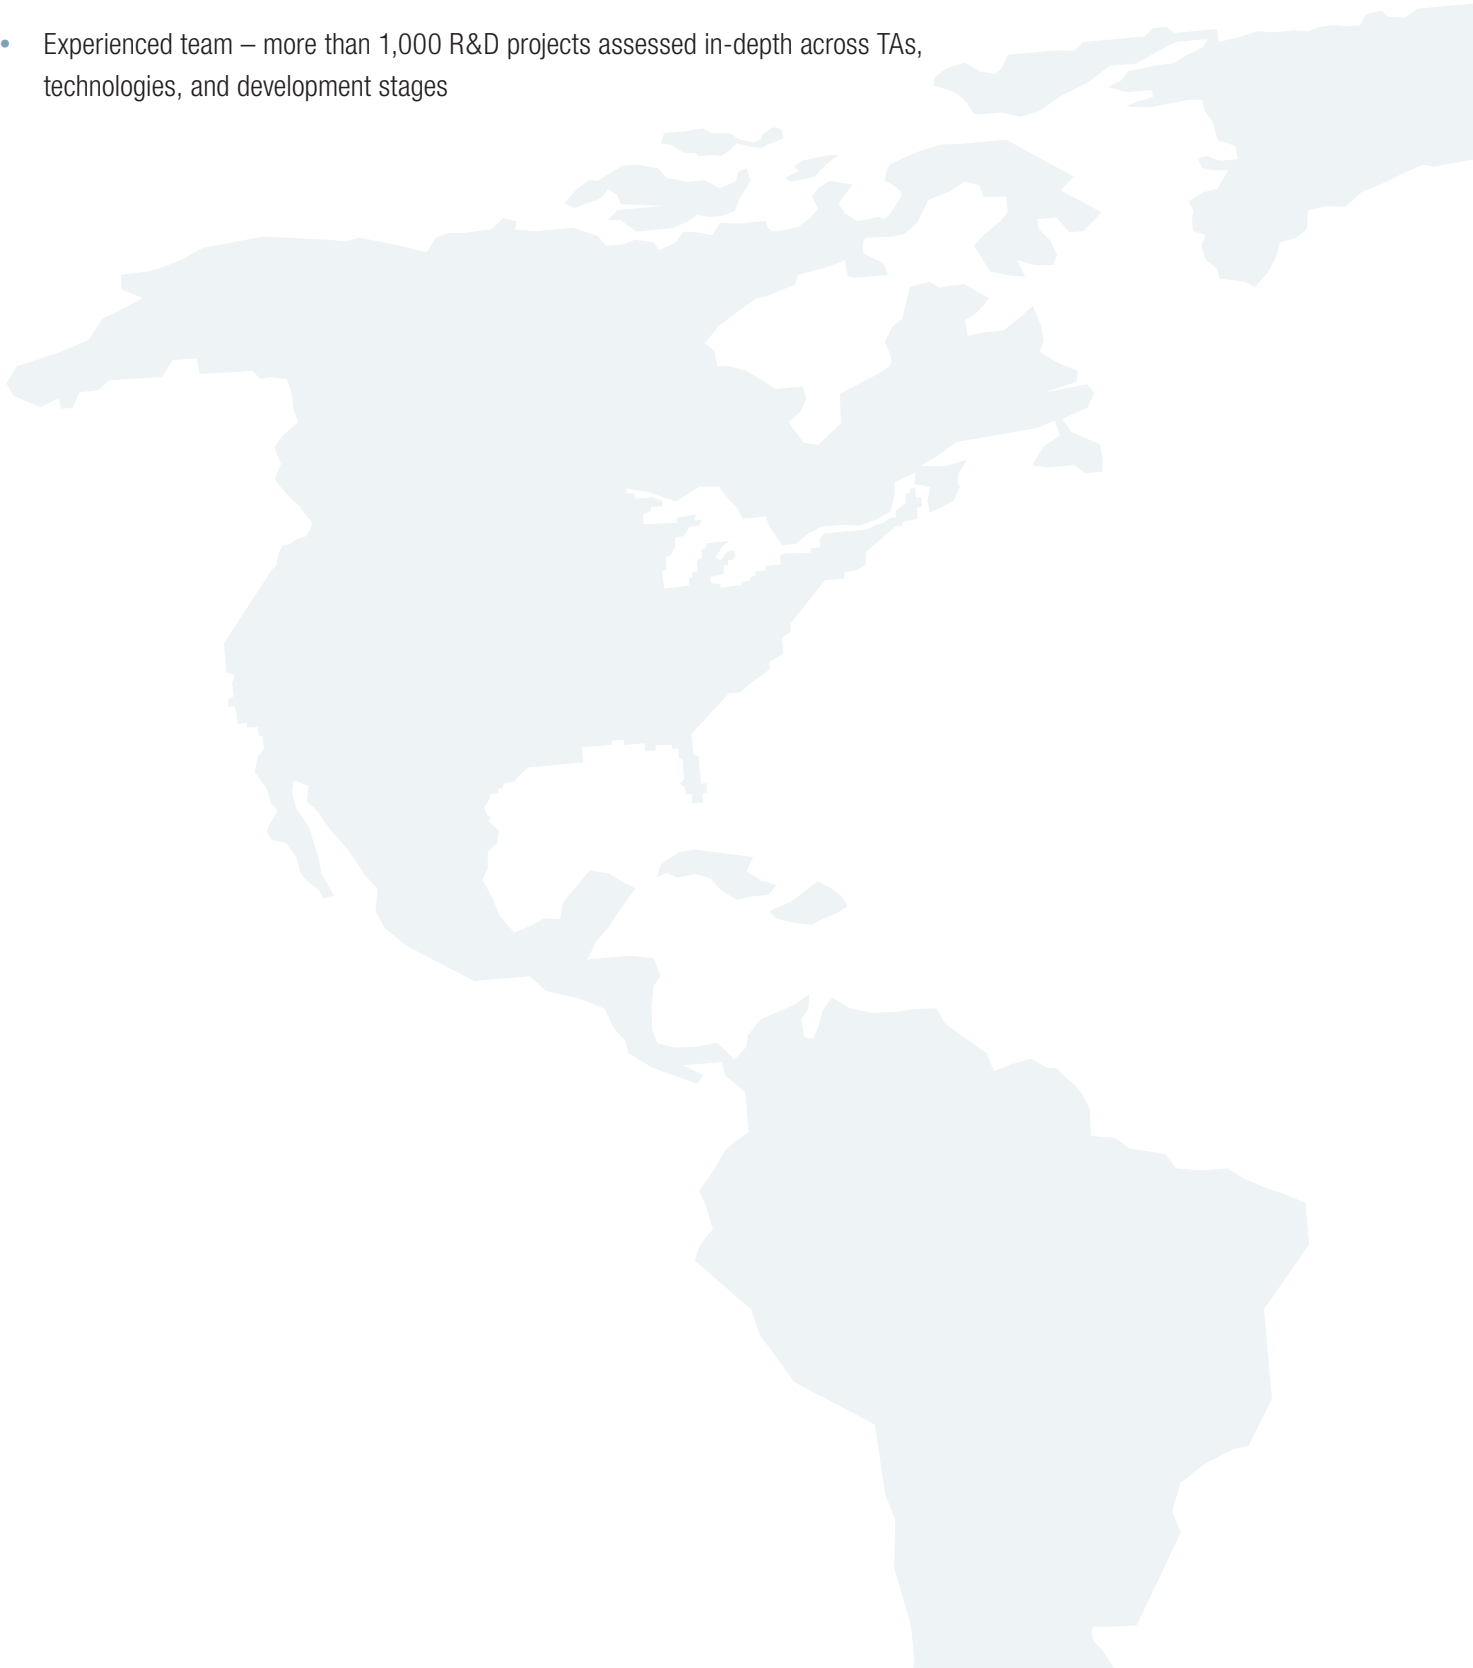 • Experienced team – more than 1,000 R&D projects assessed in-depth across TAs,
technologies, and development stages